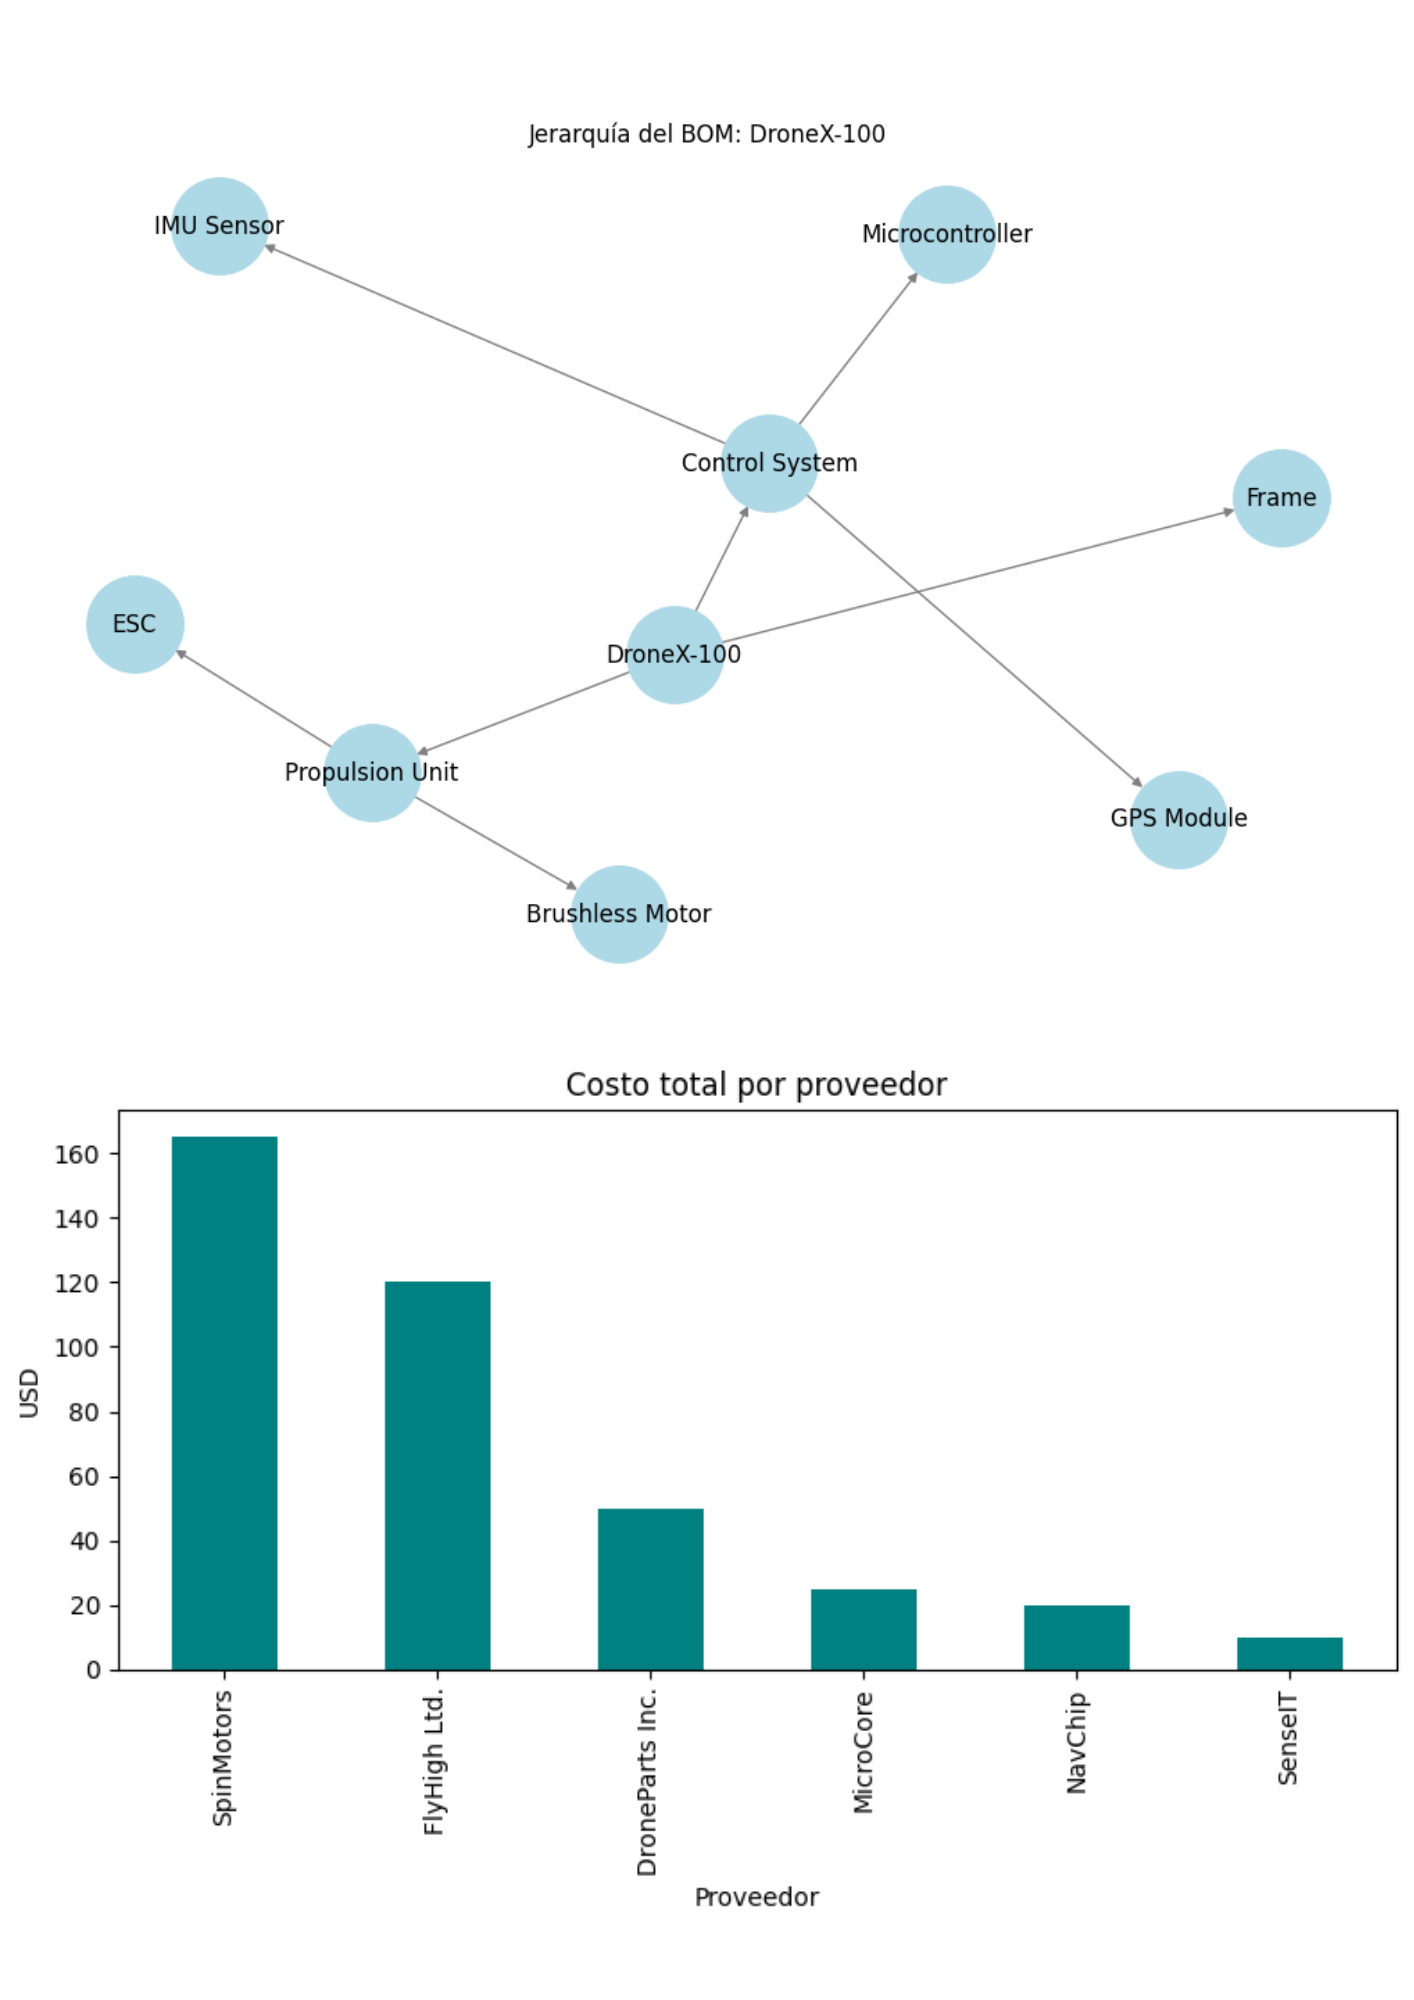 Jerarquía del BOM: DroneX-100
IMU Sensor
Microcontroller
Control System
Frame
ESC
DroneX-100
Propulsion Unit
GPS Module
Brushless Motor
Costo total por proveedor
160
140
120
100
80
60
40
20
0
USD
SpinMotors
FlyHigh Ltd.
DroneParts Inc.
MicroCore
NavChip
SenseIT
Proveedor